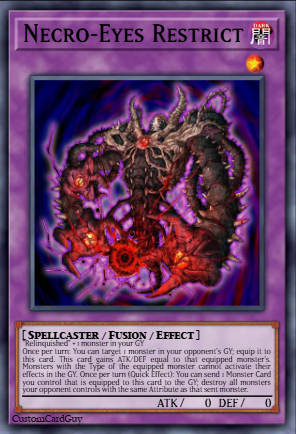 Necro-Eyes Restrict
DARK
闇
[ Spellcaster / Fusion / Effect ]
"Relinquished" + 1 monster in your GY
Once per turn: You can target 1 monster in your opponent's GY; equip it
to this card. This card gains ATK/DEF equal to that equipped monster's.
Monsters with the Type of the equipped monster cannot activate their
effects in the GY. Once per turn (Quick Effect): You can send 1 Monster Card
you control that is equipped to this card to the GY; destroy all monsters
your opponent controls with the same Attribute as that sent monster.
ATK / 0 DEF / 0
CustomCardGuy